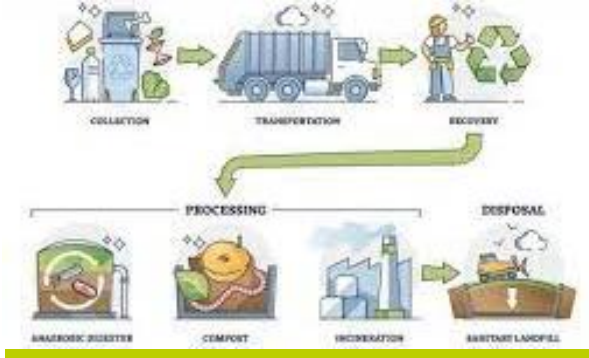 COLLECTION
TRANSPORTATION
RECOVERY
PROCESSING
DISPOSAL
ANAEROBIC DIGESTER
COMPOST
INCINERATION
SANITARY LANDFILL